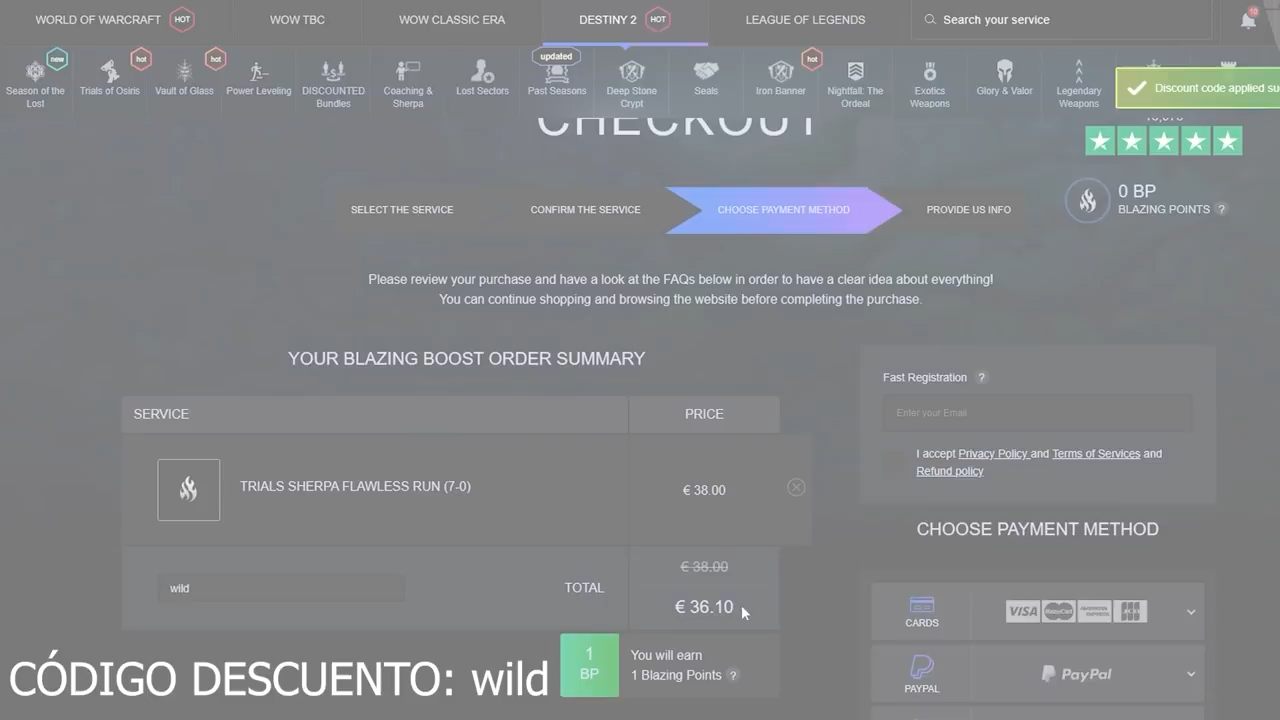 WORLD OF WARCRAFT HOT WOW TBC WOW CLASSIC ERA DESTINY 2 HOT LEAGUE OF LEGENDS Search your service 10
new hot hot updated hot
Season of the Lost
Trials of Osiris
Vault of Glass
Power Leveling
DISCOUNTED Bundles
Coaching & Sherpa
Lost Sectors
Past Seasons
Deep Stone Crypt
Seals
Iron Banner
Nightfall: The Ordeal
Exotics Weapons
Glory & Valor
Legendary Weapons
Discount code applied su
CHECKOUT
SELECT THE SERVICE CONFIRM THE SERVICE CHOOSE PAYMENT METHOD PROVIDE US INFO
0 BP
BLAZING POINTS ?
Please review your purchase and have a look at the FAQs below in order to have a clear idea about everything!
You can continue shopping and browsing the website before completing the purchase.
YOUR BLAZING BOOST ORDER SUMMARY
SERVICE PRICE
TRIALS SHERPA FLAWLESS RUN (7-0) € 38.00
€ 38.00
wild TOTAL
€ 36.10
1 BP
You will earn
1 Blazing Points ?
Fast Registration ?
Enter your Email
I accept Privacy Policy and Terms of Services and
Refund policy
CHOOSE PAYMENT METHOD
CARDS VISA
PAYPAL PayPal
CÓDIGO DESCUENTO: wild